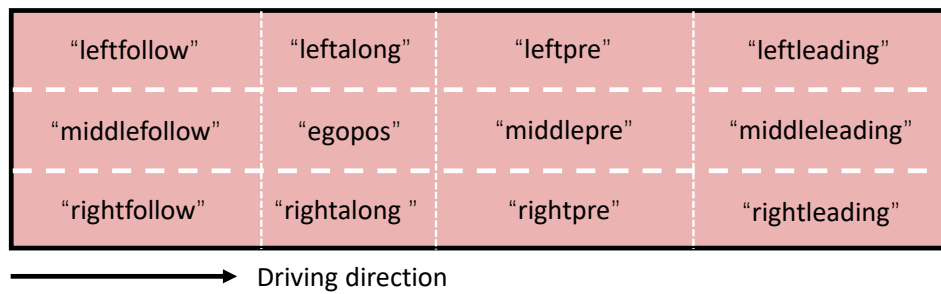 “leftfollow” “leftalong” “leftpre” “leftleading”
“middlefollow” “egopos” “middlepre” “middleleading”
“rightfollow” “rightalong ” “rightpre” “rightleading”
Driving direction